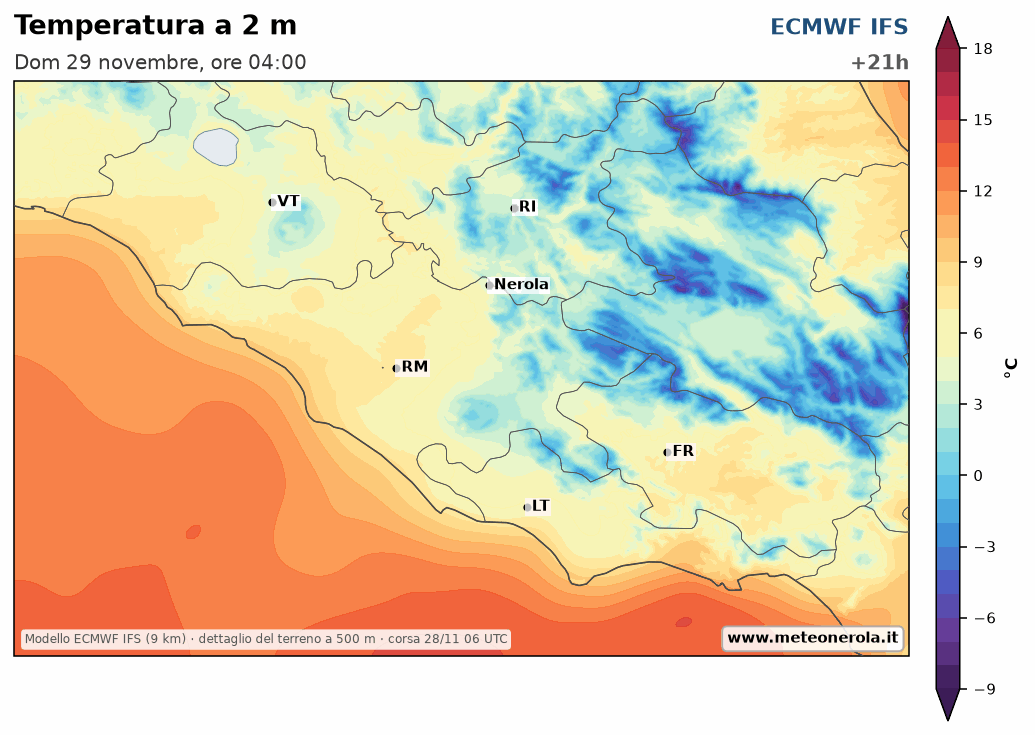 Temperatura a 2 m
ECMWF IFS
Dom 29 novembre, ore 04:00
+21h
VT
RI
Nerola
RM
FR
LT
18
15
12
9
6
3
0
−3
−6
−9
°C
Modello ECMWF IFS (9 km) · dettaglio del terreno a 500 m · corsa 28/11 06 UTC
www.meteonerola.it